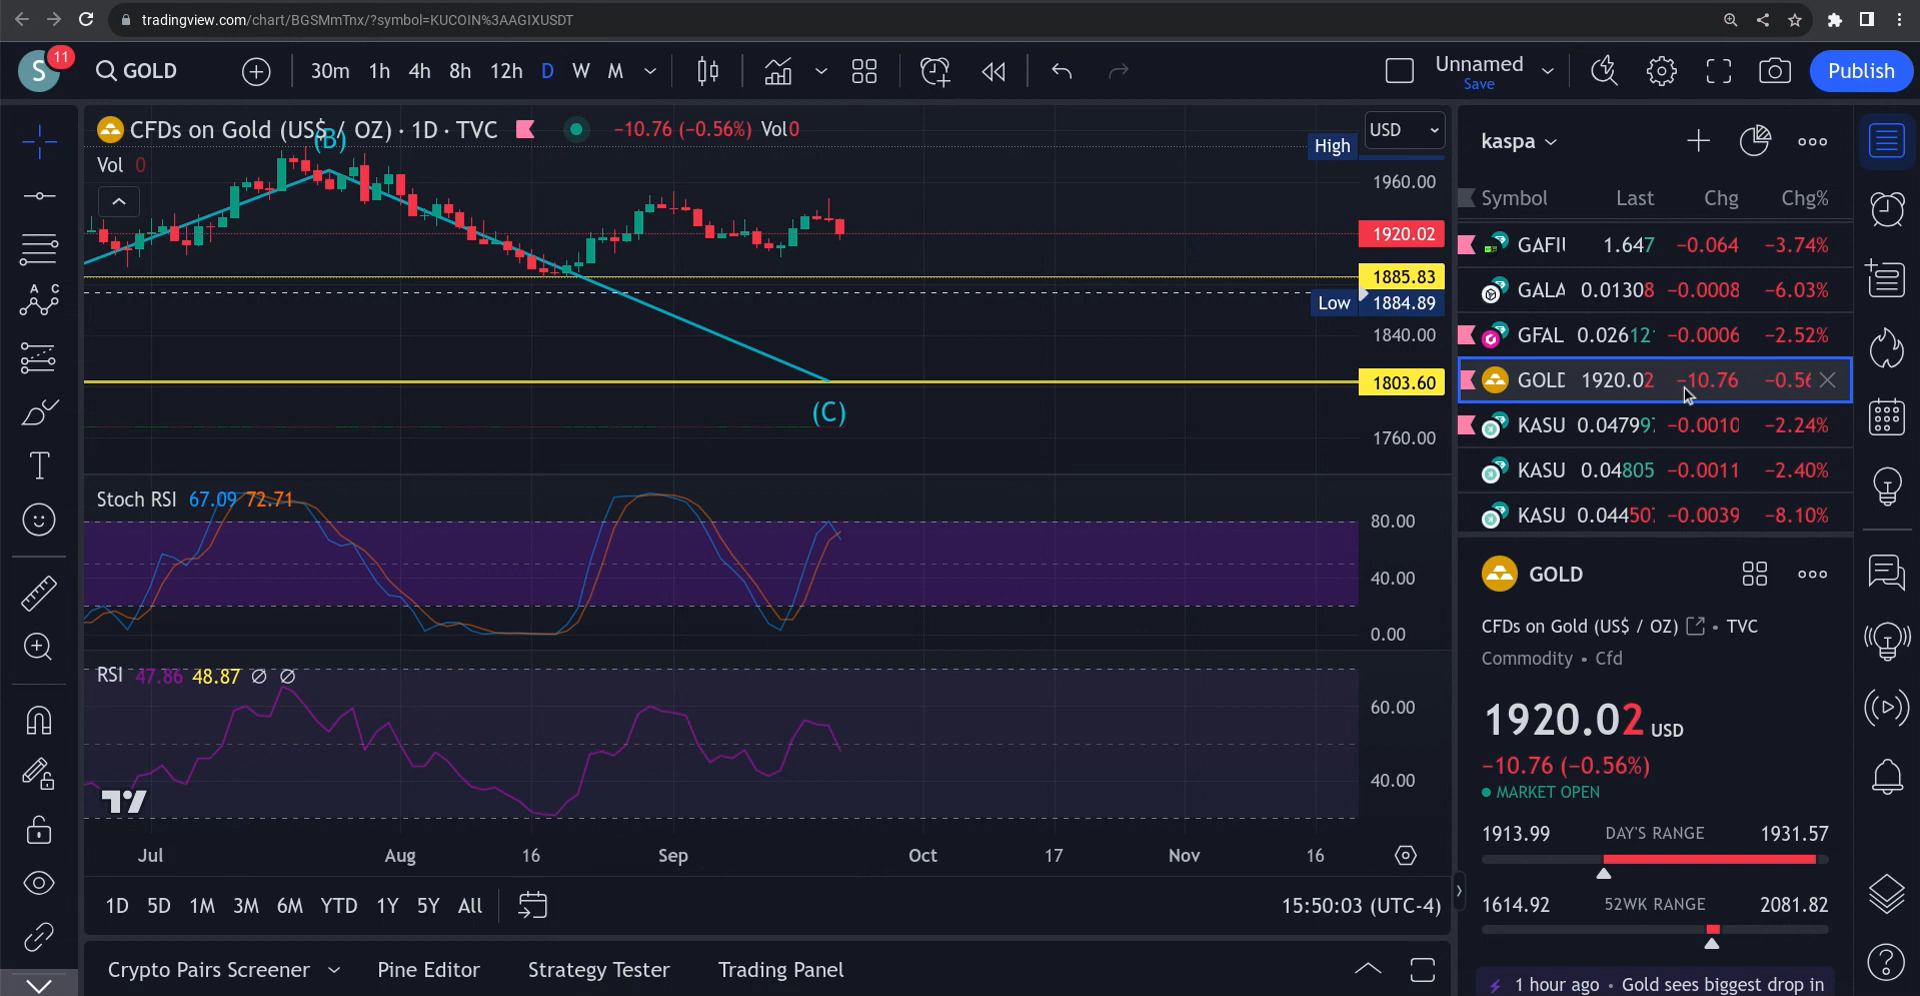 tradingview.com/chart/BGSMmTnx/?symbol=KUCOIN%3AAGIXUSDT
S 11 GOLD 30m 1h 4h 8h 12h D W M Unnamed Save Publish
CFDs on Gold (US$ / OZ) · 1D · TVC −10.76 (−0.56%) Vol0
Vol 0
(B)
USD
High
1960.00
1920.02
1885.83
Low 1884.89
1840.00
1803.60
(C)
1760.00
Stoch RSI 67.09 72.71
80.00
40.00
0.00
RSI 47.86 48.87 ∅ ∅
60.00
40.00
Jul Aug 16 Sep Oct 17 Nov 16
1D 5D 1M 3M 6M YTD 1Y 5Y All 15:50:03 (UTC-4)
Crypto Pairs Screener Pine Editor Strategy Tester Trading Panel
kaspa
Symbol Last Chg Chg%
GAFI 1.647 −0.064 −3.74%
GALA 0.01308 −0.0008 −6.03%
GFAL 0.02612 −0.0006 −2.52%
GOLD 1920.02 −10.76 −0.56
KASU 0.04799 −0.0010 −2.24%
KASU 0.04805 −0.0011 −2.40%
KASU 0.04450 −0.0039 −8.10%
GOLD
CFDs on Gold (US$ / OZ) • TVC
Commodity • Cfd
1920.02 USD
−10.76 (−0.56%)
MARKET OPEN
1913.99 DAY'S RANGE 1931.57
1614.92 52WK RANGE 2081.82
1 hour ago • Gold sees biggest drop in